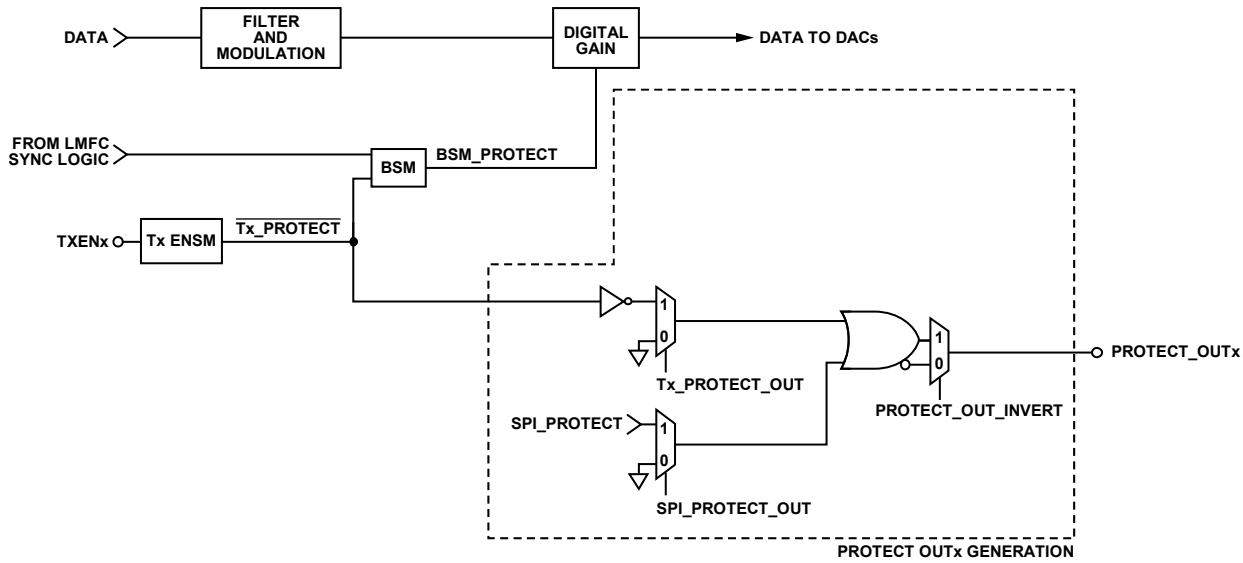 DATA
FILTER
AND
MODULATION
DIGITAL
GAIN
DATA TO DACs
FROM LMFC
SYNC LOGIC
BSM
BSM_PROTECT
TXENx
Tx ENSM
Tx_PROTECT
1
0
Tx_PROTECT_OUT
1
0
PROTECT_OUTx
PROTECT_OUT_INVERT
SPI_PROTECT
1
0
SPI_PROTECT_OUT
PROTECT OUTx GENERATION